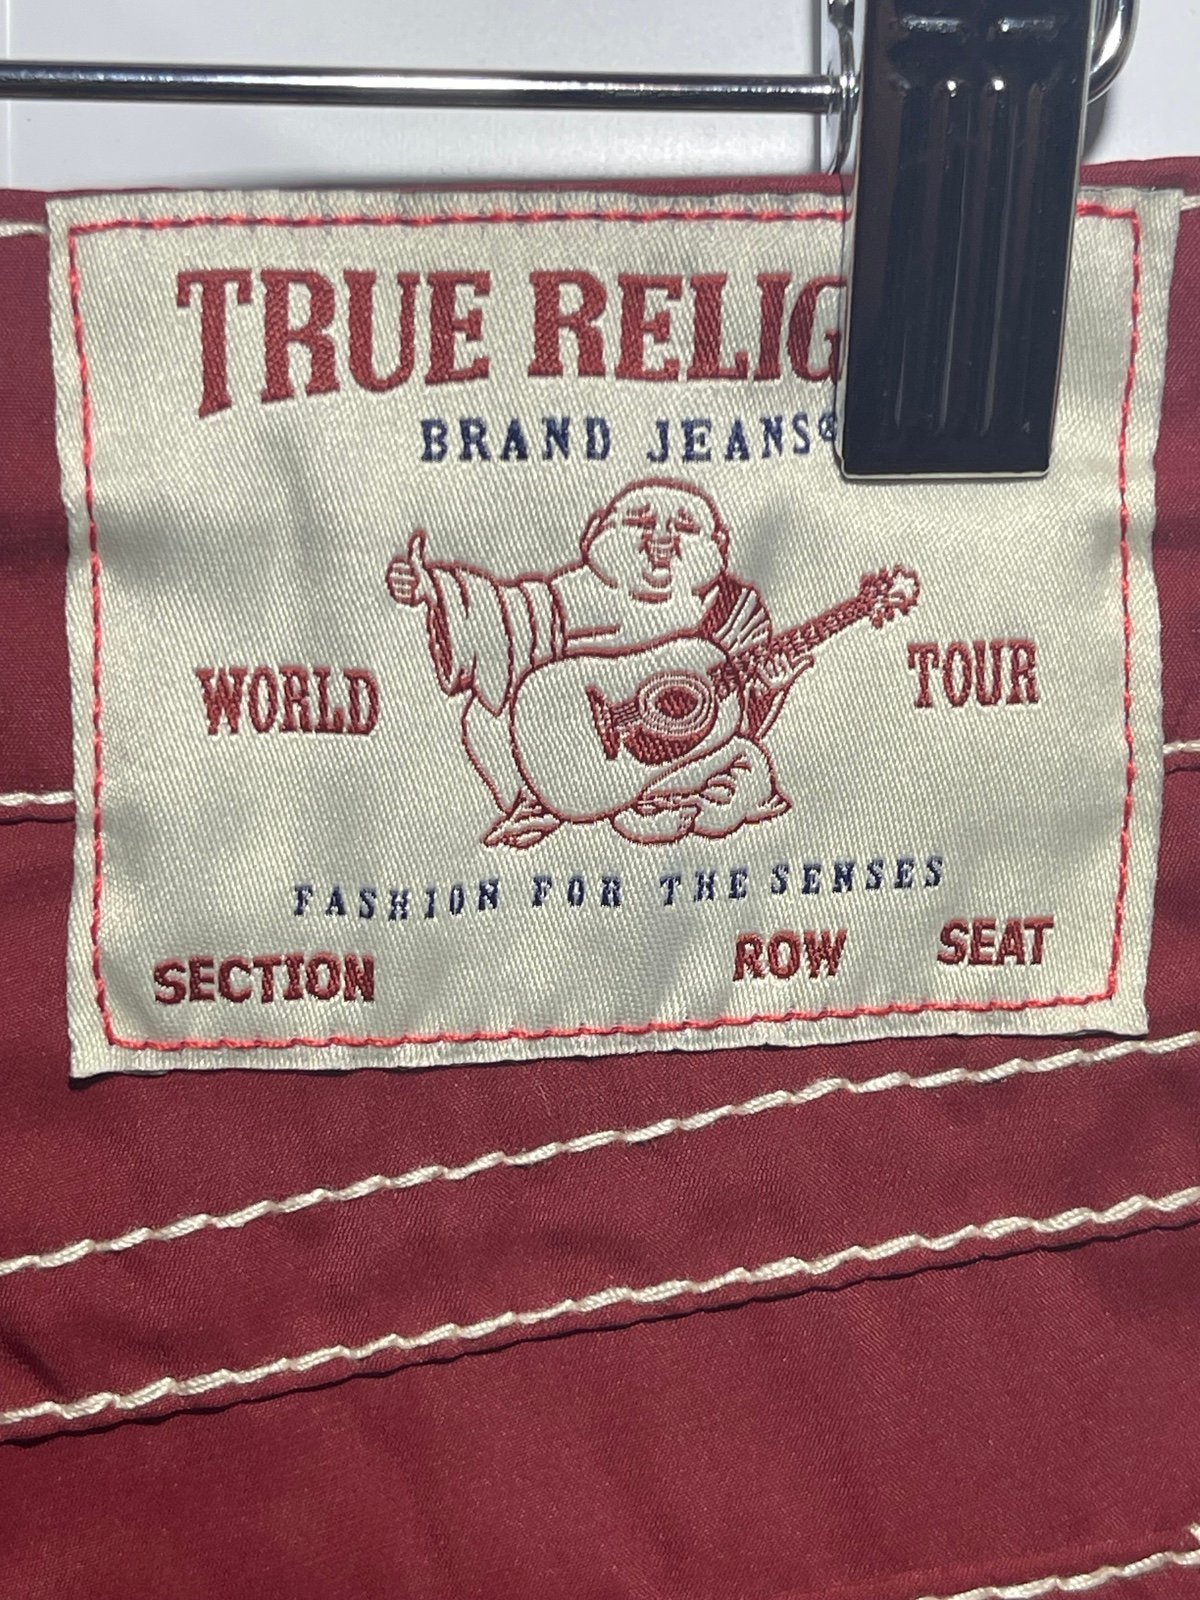 TRUE RELIG
BRAND JEANS®
WORLD TOUR
FASHION FOR THE SENSES
SECTION ROW SEAT